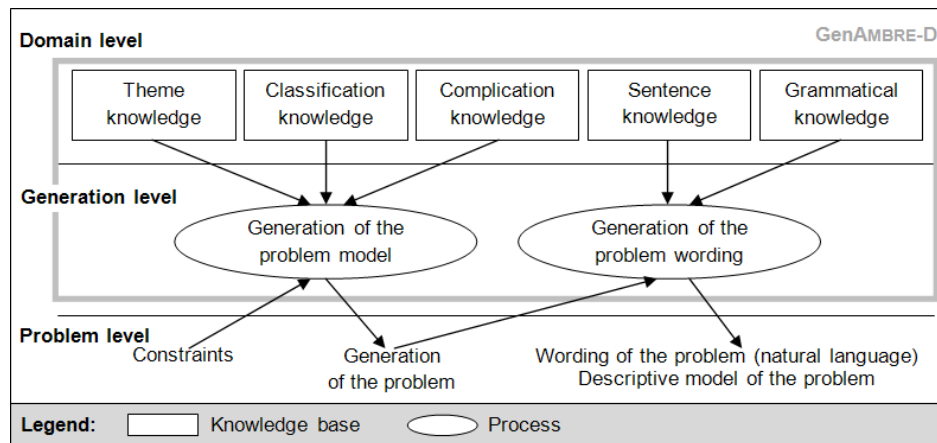 Domain level
GENAMBRE-D
Theme
knowledge
Classification
knowledge
Complication
knowledge
Sentence
knowledge
Grammatical
knowledge
Generation level
Generation of the
problem model
Generation of the
problem wording
Problem level
Constraints
Generation
of the problem
Wording of the problem (natural language)
Descriptive model of the problem
Legend:
Knowledge base
Process